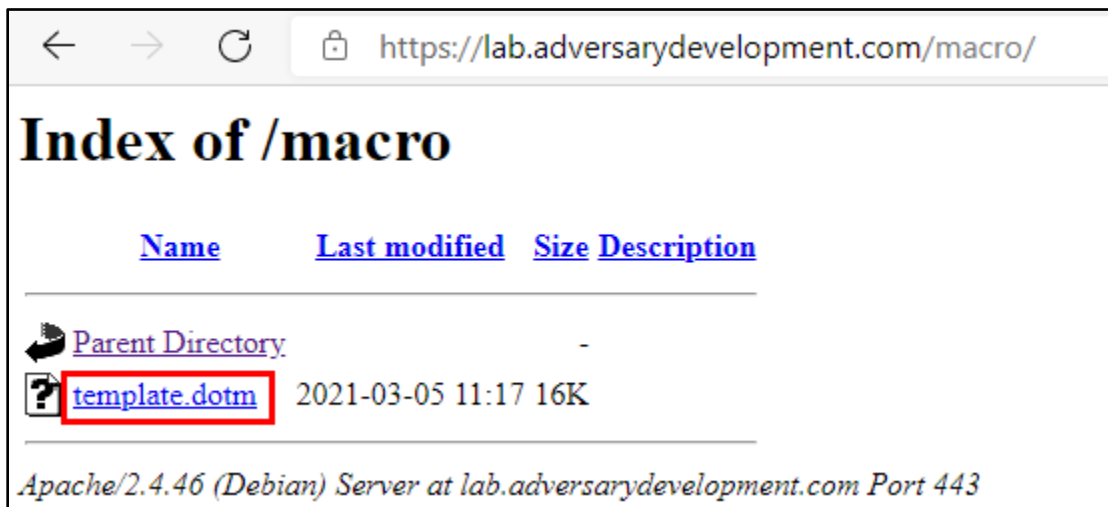 https://lab.adversarydevelopment.com/macro/
Index of /macro
Name Last modified Size Description
Parent Directory -
template.dotm 2021-03-05 11:17 16K
Apache/2.4.46 (Debian) Server at lab.adversarydevelopment.com Port 443